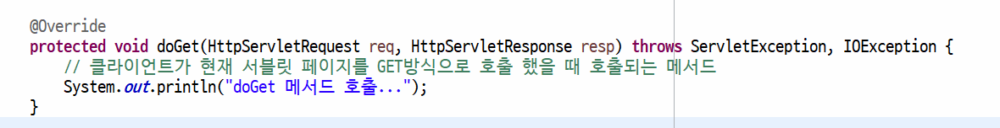 @Override
protected void doGet(HttpServletRequest req, HttpServletResponse resp) throws ServletException, IOException {
// 클라이언트가 현재 서블릿 페이지를 GET방식으로 호출 했을 때 호출되는 메서드
System.out.println("doGet 메서드 호출...");
}